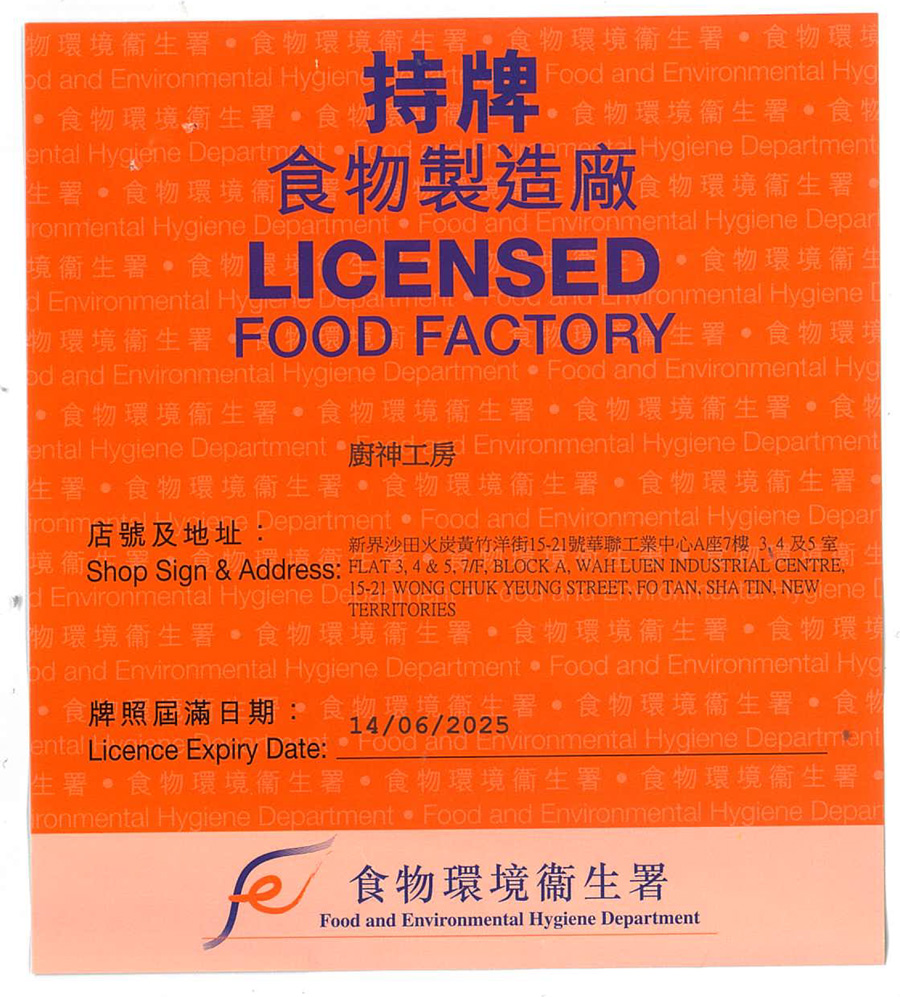 持牌
食物製造廠
LICENSED
FOOD FACTORY
廚神工房
店號及地址：
Shop Sign & Address:
新界沙田火炭黃竹洋街15-21號華聯工業中心A座7樓 3, 4 及5 室
FLAT 3, 4 & 5, 7/F, BLOCK A, WAH LUEN INDUSTRIAL CENTRE,
15-21 WONG CHUK YEUNG STREET, FO TAN, SHA TIN, NEW
TERRITORIES
牌照屆滿日期：
14/06/2025
Licence Expiry Date:
食物環境衞生署
Food and Environmental Hygiene Department